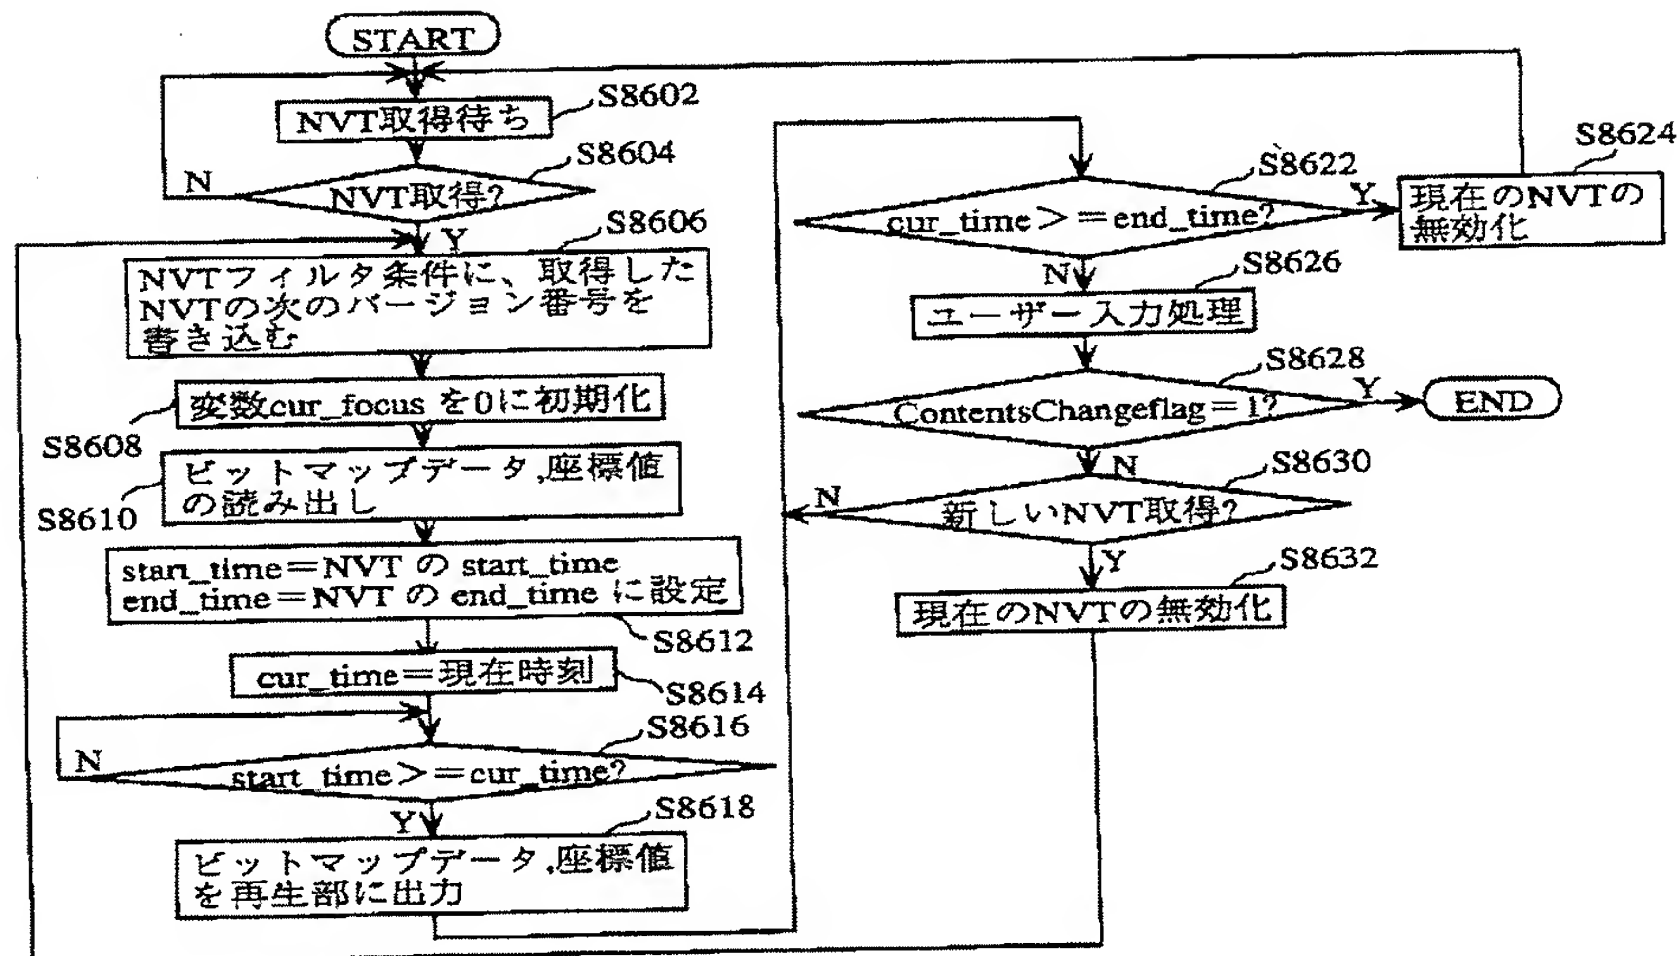 START
NVT取得待ち
S8602
NVT取得?
S8604
N
Y
S8606
NVTフィルタ条件に、取得した
NVTの次のバージョン番号を
書き込む
変数cur_focus を0に初期化
S8608
ビットマップデータ,座標値
の読み出し
S8610
start_time=NVT の start_time
end_time=NVT の end_time に設定
S8612
cur_time=現在時刻
S8614
start_time>=cur_time?
S8616
N
Y
S8618
ビットマップデータ,座標値
を再生部に出力
cur_time>=end_time?
S8622
Y
N
現在のNVTの
無効化
S8624
ユーザー入力処理
S8626
ContentsChangeflag=1?
S8628
Y
END
N
新しいNVT取得?
S8630
N
Y
現在のNVTの無効化
S8632